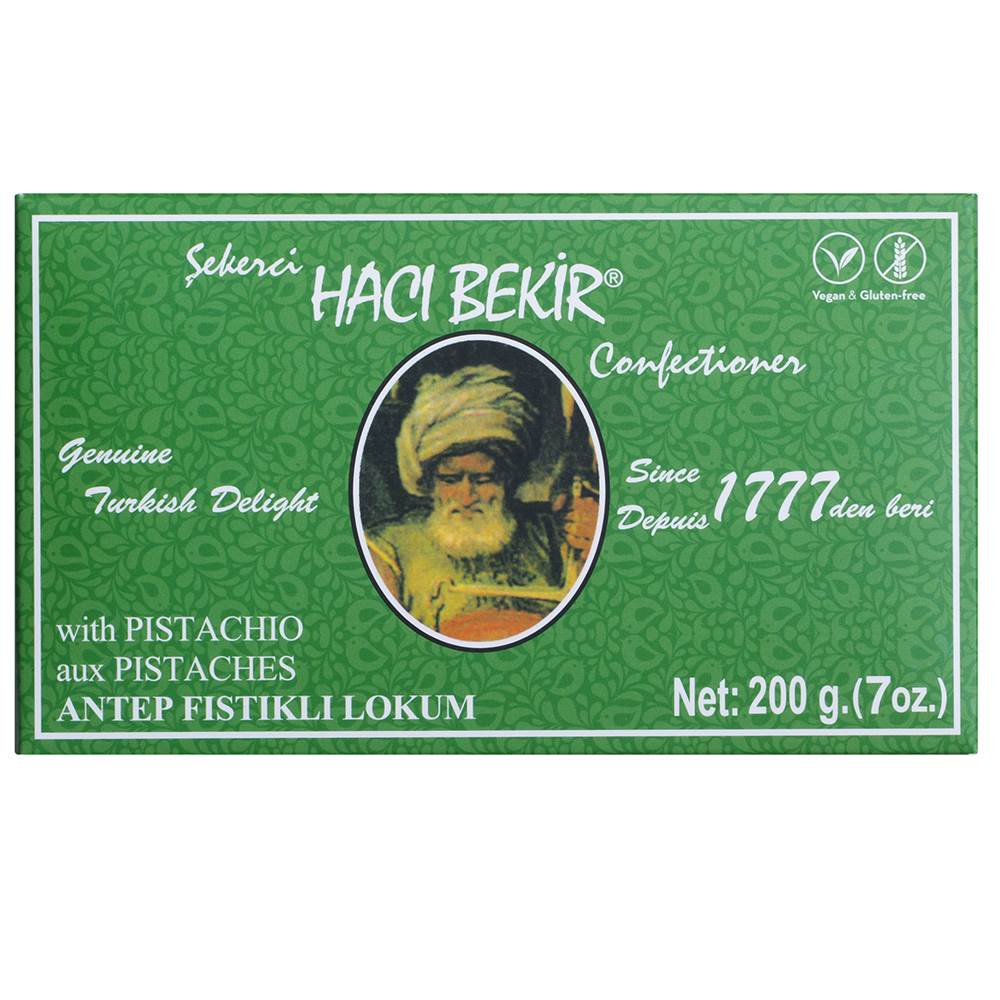 Şekerci
HACI BEKİR®
Confectioner
Vegan & Gluten-free
Genuine
Turkish Delight
Since
Depuis 1777 den beri
with PISTACHIO
aux PISTACHES
ANTEP FISTIKLI LOKUM
Net: 200 g.(7oz.)